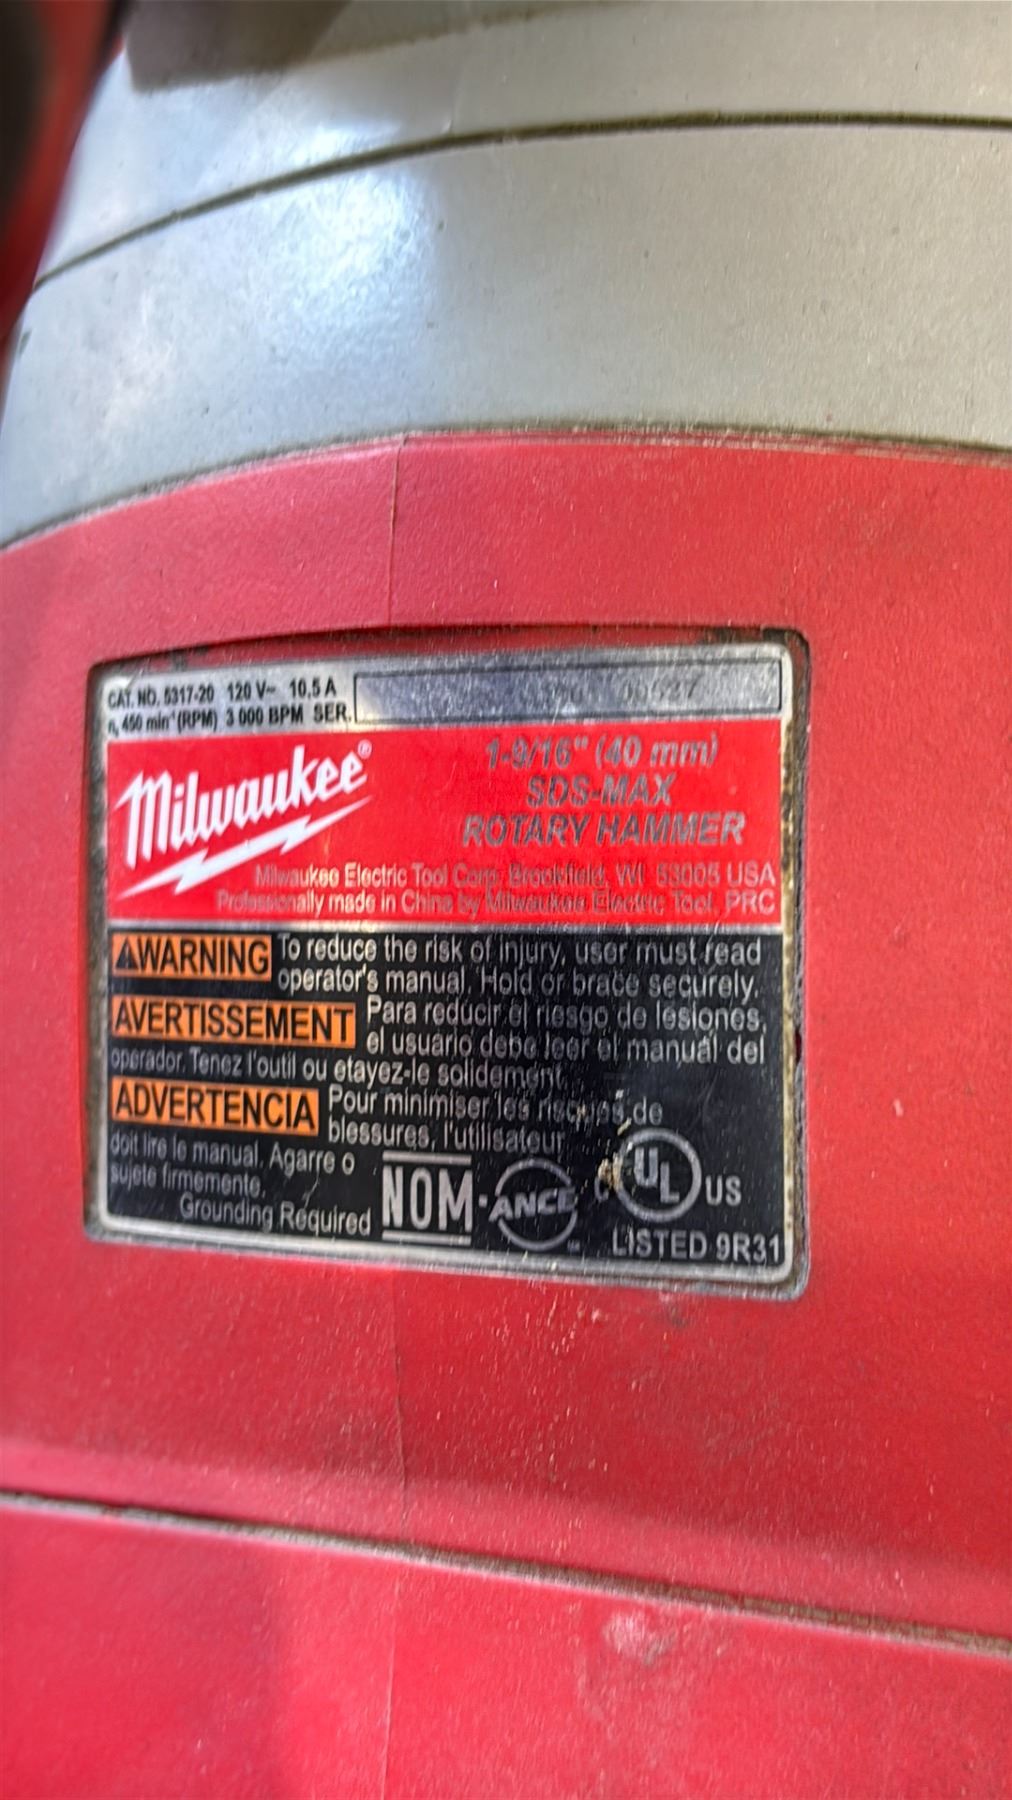 CAT. NO. 5317-20 120 V~ 10.5 A
n₀ 450 min⁻¹ (RPM) 3 000 BPM SER.
Milwaukee®
1-9/16" (40 mm)
SDS-MAX
ROTARY HAMMER
Milwaukee Electric Tool Corp. Brookfield, WI 53005 USA
Professionally made in China by Milwaukee Electric Tool, PRC
WARNING To reduce the risk of injury, user must read
operator's manual. Hold or brace securely.
AVERTISSEMENT Para reducir el riesgo de lesiones,
el usuario debe leer el manual del
operador. Tenez l'outil ou etayez-le solidement.
ADVERTENCIA Pour minimiser les risques de
blessures, l'utilisateur
doit lire le manual. Agarre o
sujete firmemente.
Grounding Required
NOM-ANCE
C UL US
LISTED 9R31